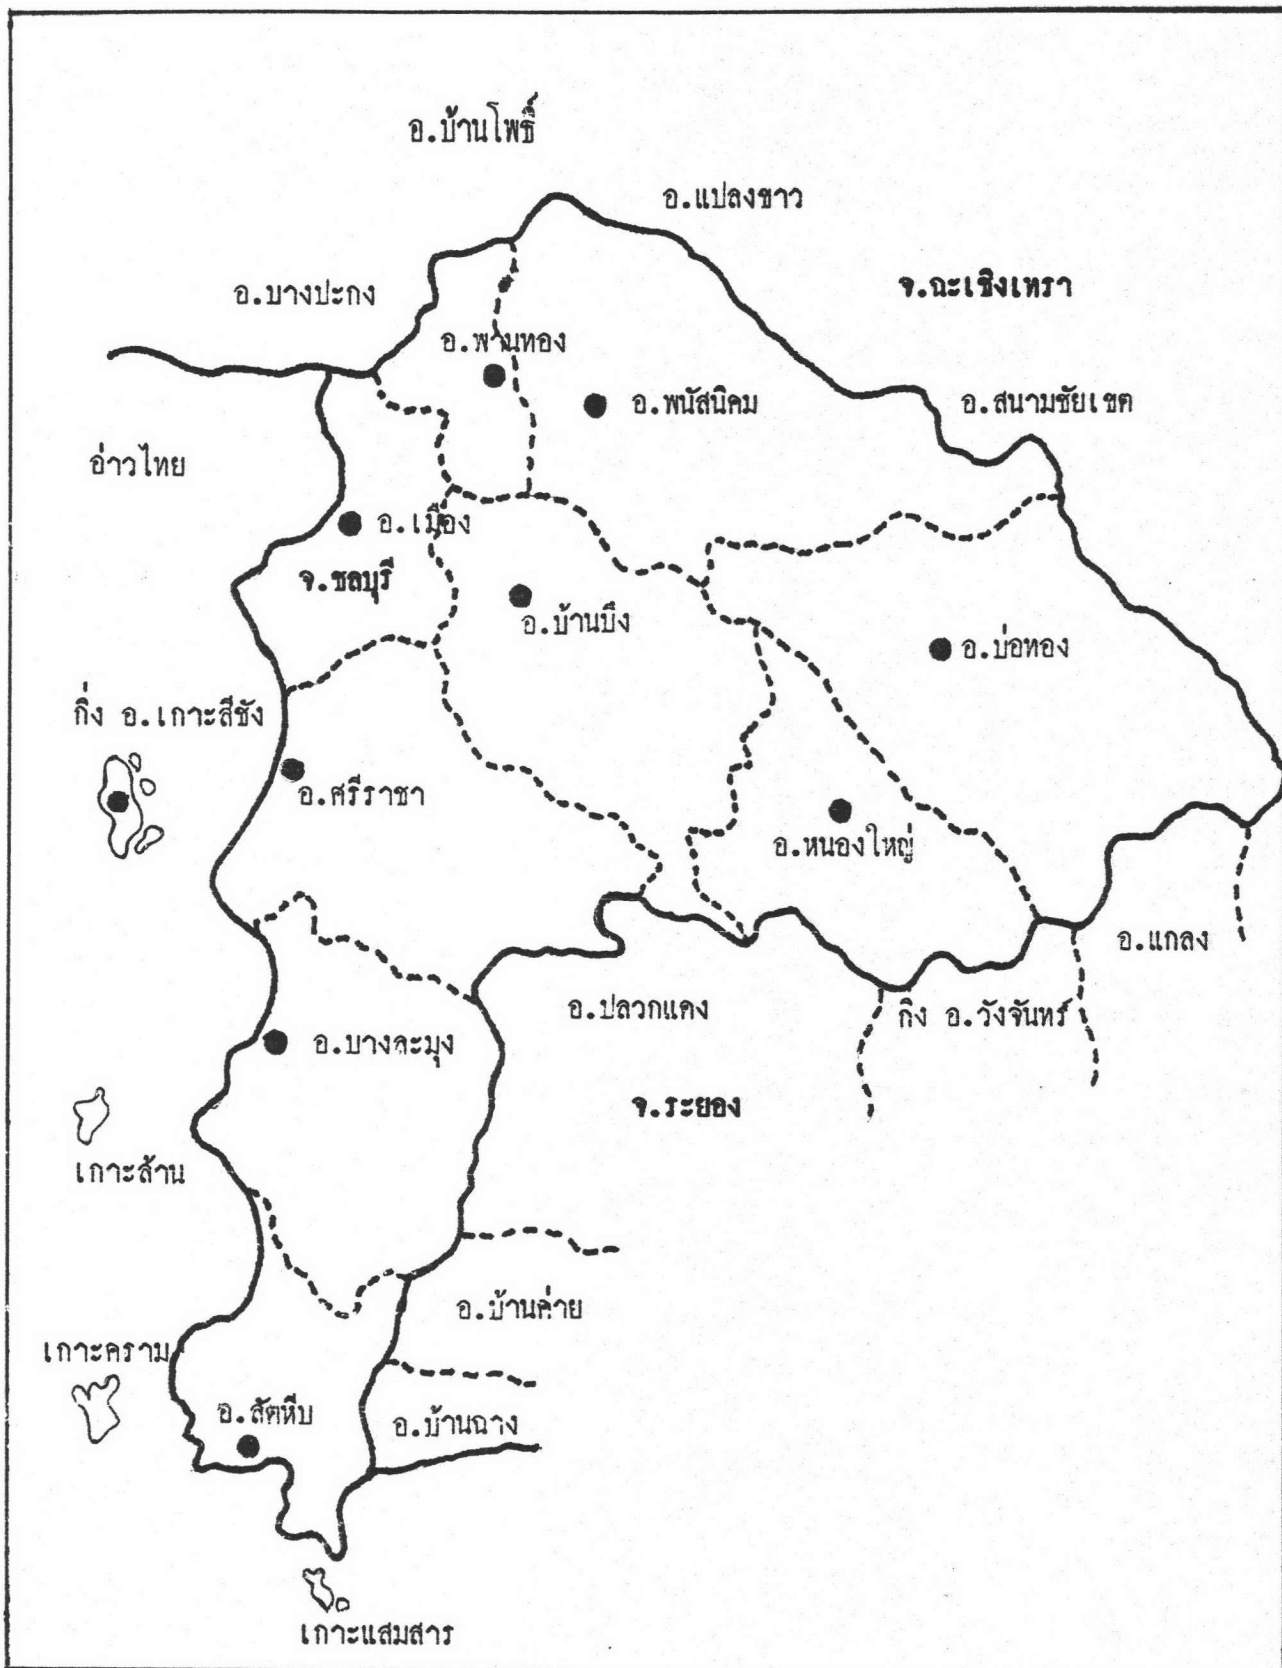 อ.บ้านโพธิ์
อ.แปลงยาว
จ.ฉะเชิงเทรา
อ.บางปะกง
อ.พานทอง
อ.พนัสนิคม
อ.สนามชัยเขต
อ่าวไทย
อ.เมือง
จ.ชลบุรี
อ.บ้านบึง
อ.บ่อทอง
กิ่ง อ.เกาะสีชัง
อ.ศรีราชา
อ.หนองใหญ่
อ.แกลง
อ.ปลวกแดง
กิ่ง อ.วังจันทร์
อ.บางละมุง
จ.ระยอง
เกาะล้าน
อ.บ้านค่าย
เกาะคราม
อ.สัตหีบ
อ.บ้านฉาง
เกาะแสมสาร